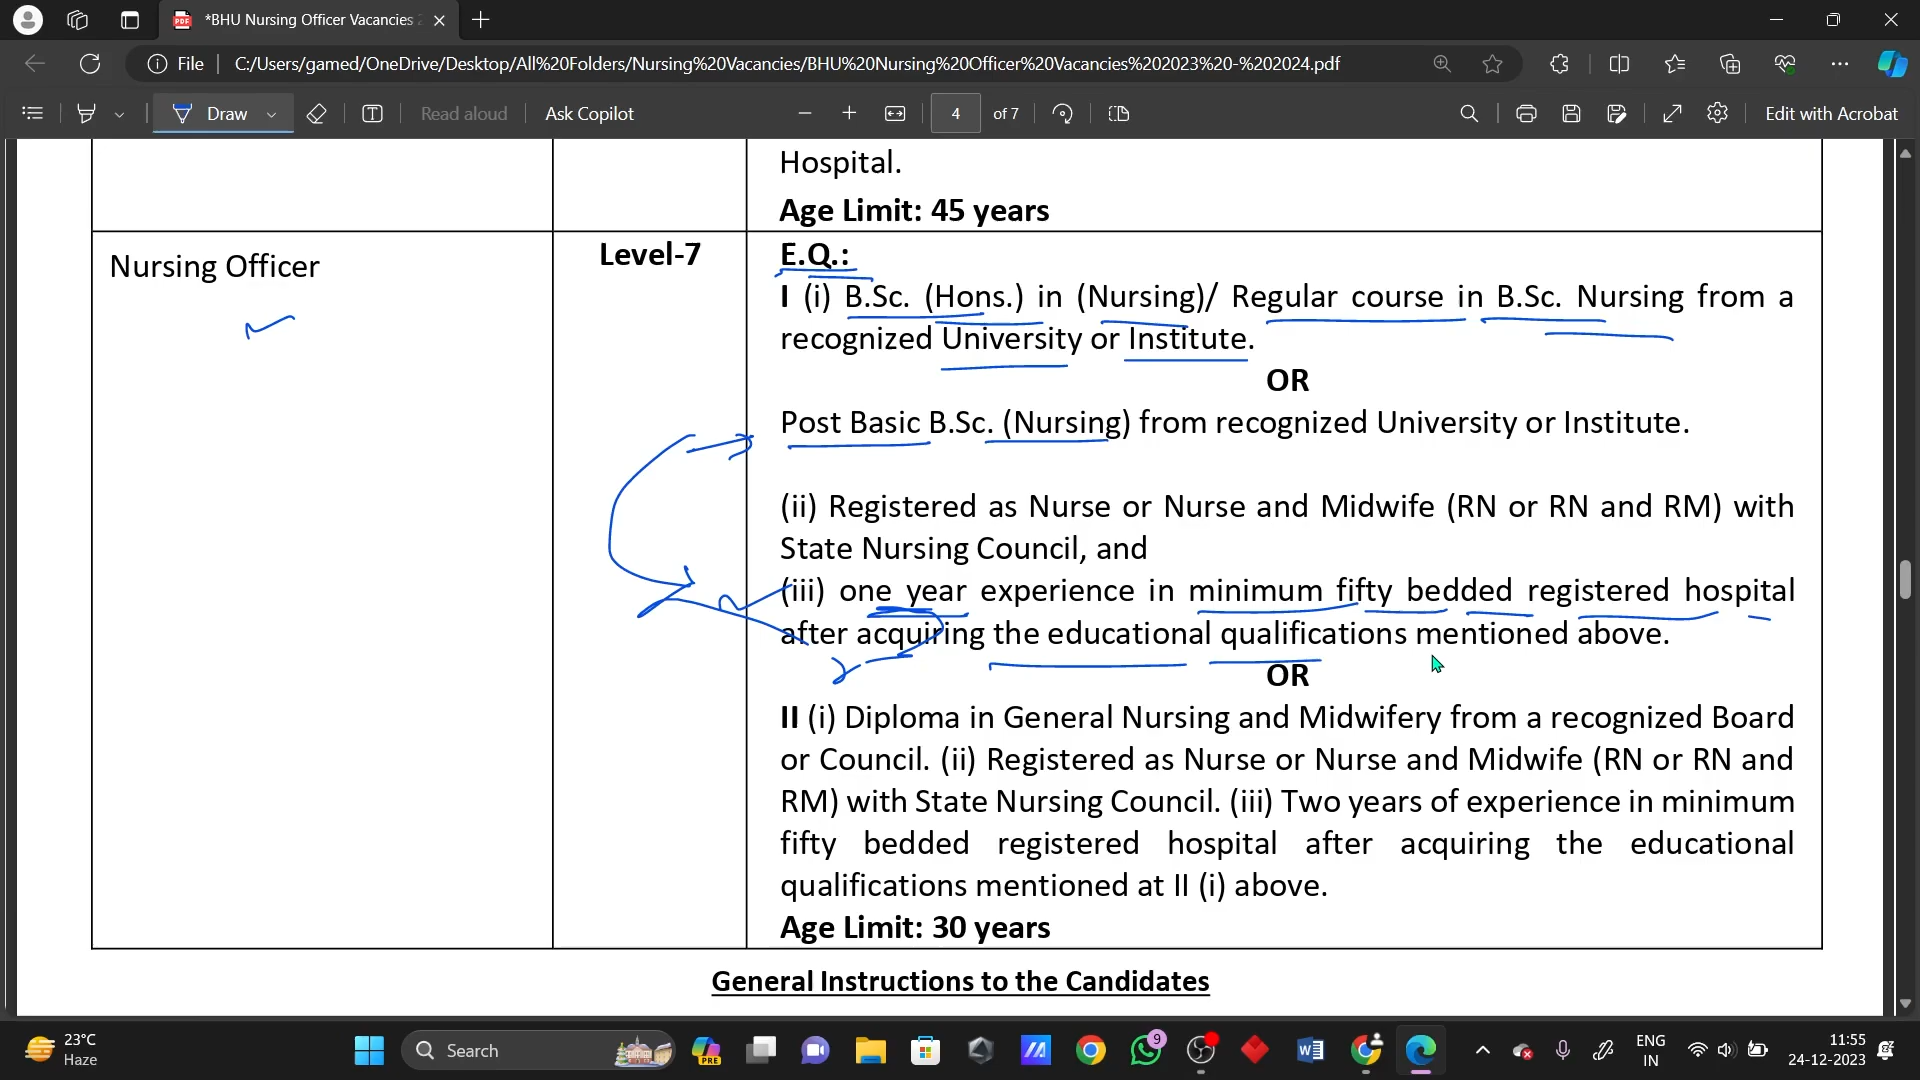 *BHU Nursing Officer Vacancies 2
File
C:/Users/gamed/OneDrive/Desktop/All%20Folders/Nursing%20Vacancies/BHU%20Nursing%20Officer%20Vacancies%202023%20-%202024.pdf
Draw
Read aloud
Ask Copilot
4
of 7
Edit with Acrobat
Hospital.
Age Limit: 45 years
Nursing Officer
Level-7
E.Q.:
I (i) B.Sc. (Hons.) in (Nursing)/ Regular course in B.Sc. Nursing from a
recognized University or Institute.
OR
Post Basic B.Sc. (Nursing) from recognized University or Institute.
(ii) Registered as Nurse or Nurse and Midwife (RN or RN and RM) with
State Nursing Council, and
(iii) one year experience in minimum fifty bedded registered hospital
after acquiring the educational qualifications mentioned above.
OR
II (i) Diploma in General Nursing and Midwifery from a recognized Board
or Council. (ii) Registered as Nurse or Nurse and Midwife (RN or RN and
RM) with State Nursing Council. (iii) Two years of experience in minimum
fifty bedded registered hospital after acquiring the educational
qualifications mentioned at II (i) above.
Age Limit: 30 years
General Instructions to the Candidates
23°C
Haze
Search
PRE
9
ENG
IN
11:55
24-12-2023